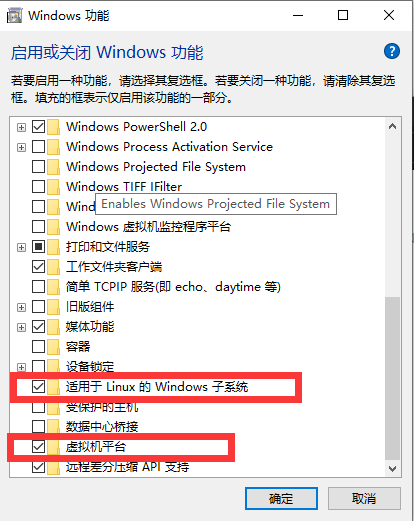 Windows 功能
启用或关闭 Windows 功能
若要启用一种功能，请选择其复选框。若要关闭一种功能，请清除其复选
框。填充的框表示仅启用该功能的一部分。
Windows PowerShell 2.0
Windows Process Activation Service
Windows Projected File System
Windows TIFF IFilter
Enables Windows Projected File System
Windows 虚拟机监控程序平台
打印和文件服务
工作文件夹客户端
简单 TCPIP 服务(即 echo、daytime 等)
旧版组件
媒体功能
容器
设备锁定
适用于 Linux 的 Windows 子系统
受保护的主机
数据中心桥接
虚拟机平台
远程差分压缩 API 支持
确定
取消